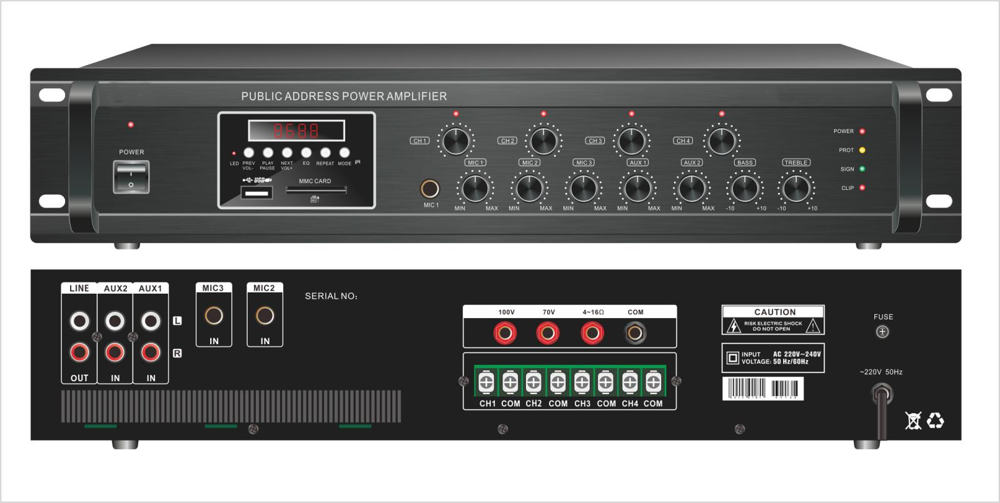 PUBLIC ADDRESS POWER AMPLIFIER
POWER
LED PREV VOL- PLAY PAUSE NEXT VOL+ EQ REPEAT MODE
USB
MMC CARD
CH 1 CH 2 CH 3 CH 4
MIC 1 MIC 2 MIC 3 AUX 1 AUX 2 BASS TREBLE
MIC 1
MIN MAX MIN MAX MIN MAX MIN MAX MIN MAX -10 +10 -10 +10
POWER
PROT
SIGN
CLIP
LINE AUX2 AUX1
L
R
OUT IN IN
MIC3
IN
MIC2
IN
SERIAL NO:
100V 70V 4~16Ω COM
CH1 COM CH2 COM CH3 COM CH4 COM
CAUTION
RISK ELECTRIC SHOCK
DO NOT OPEN
INPUT AC 220V~240V
VOLTAGE: 50 Hz/60Hz
FUSE
~220V 50Hz